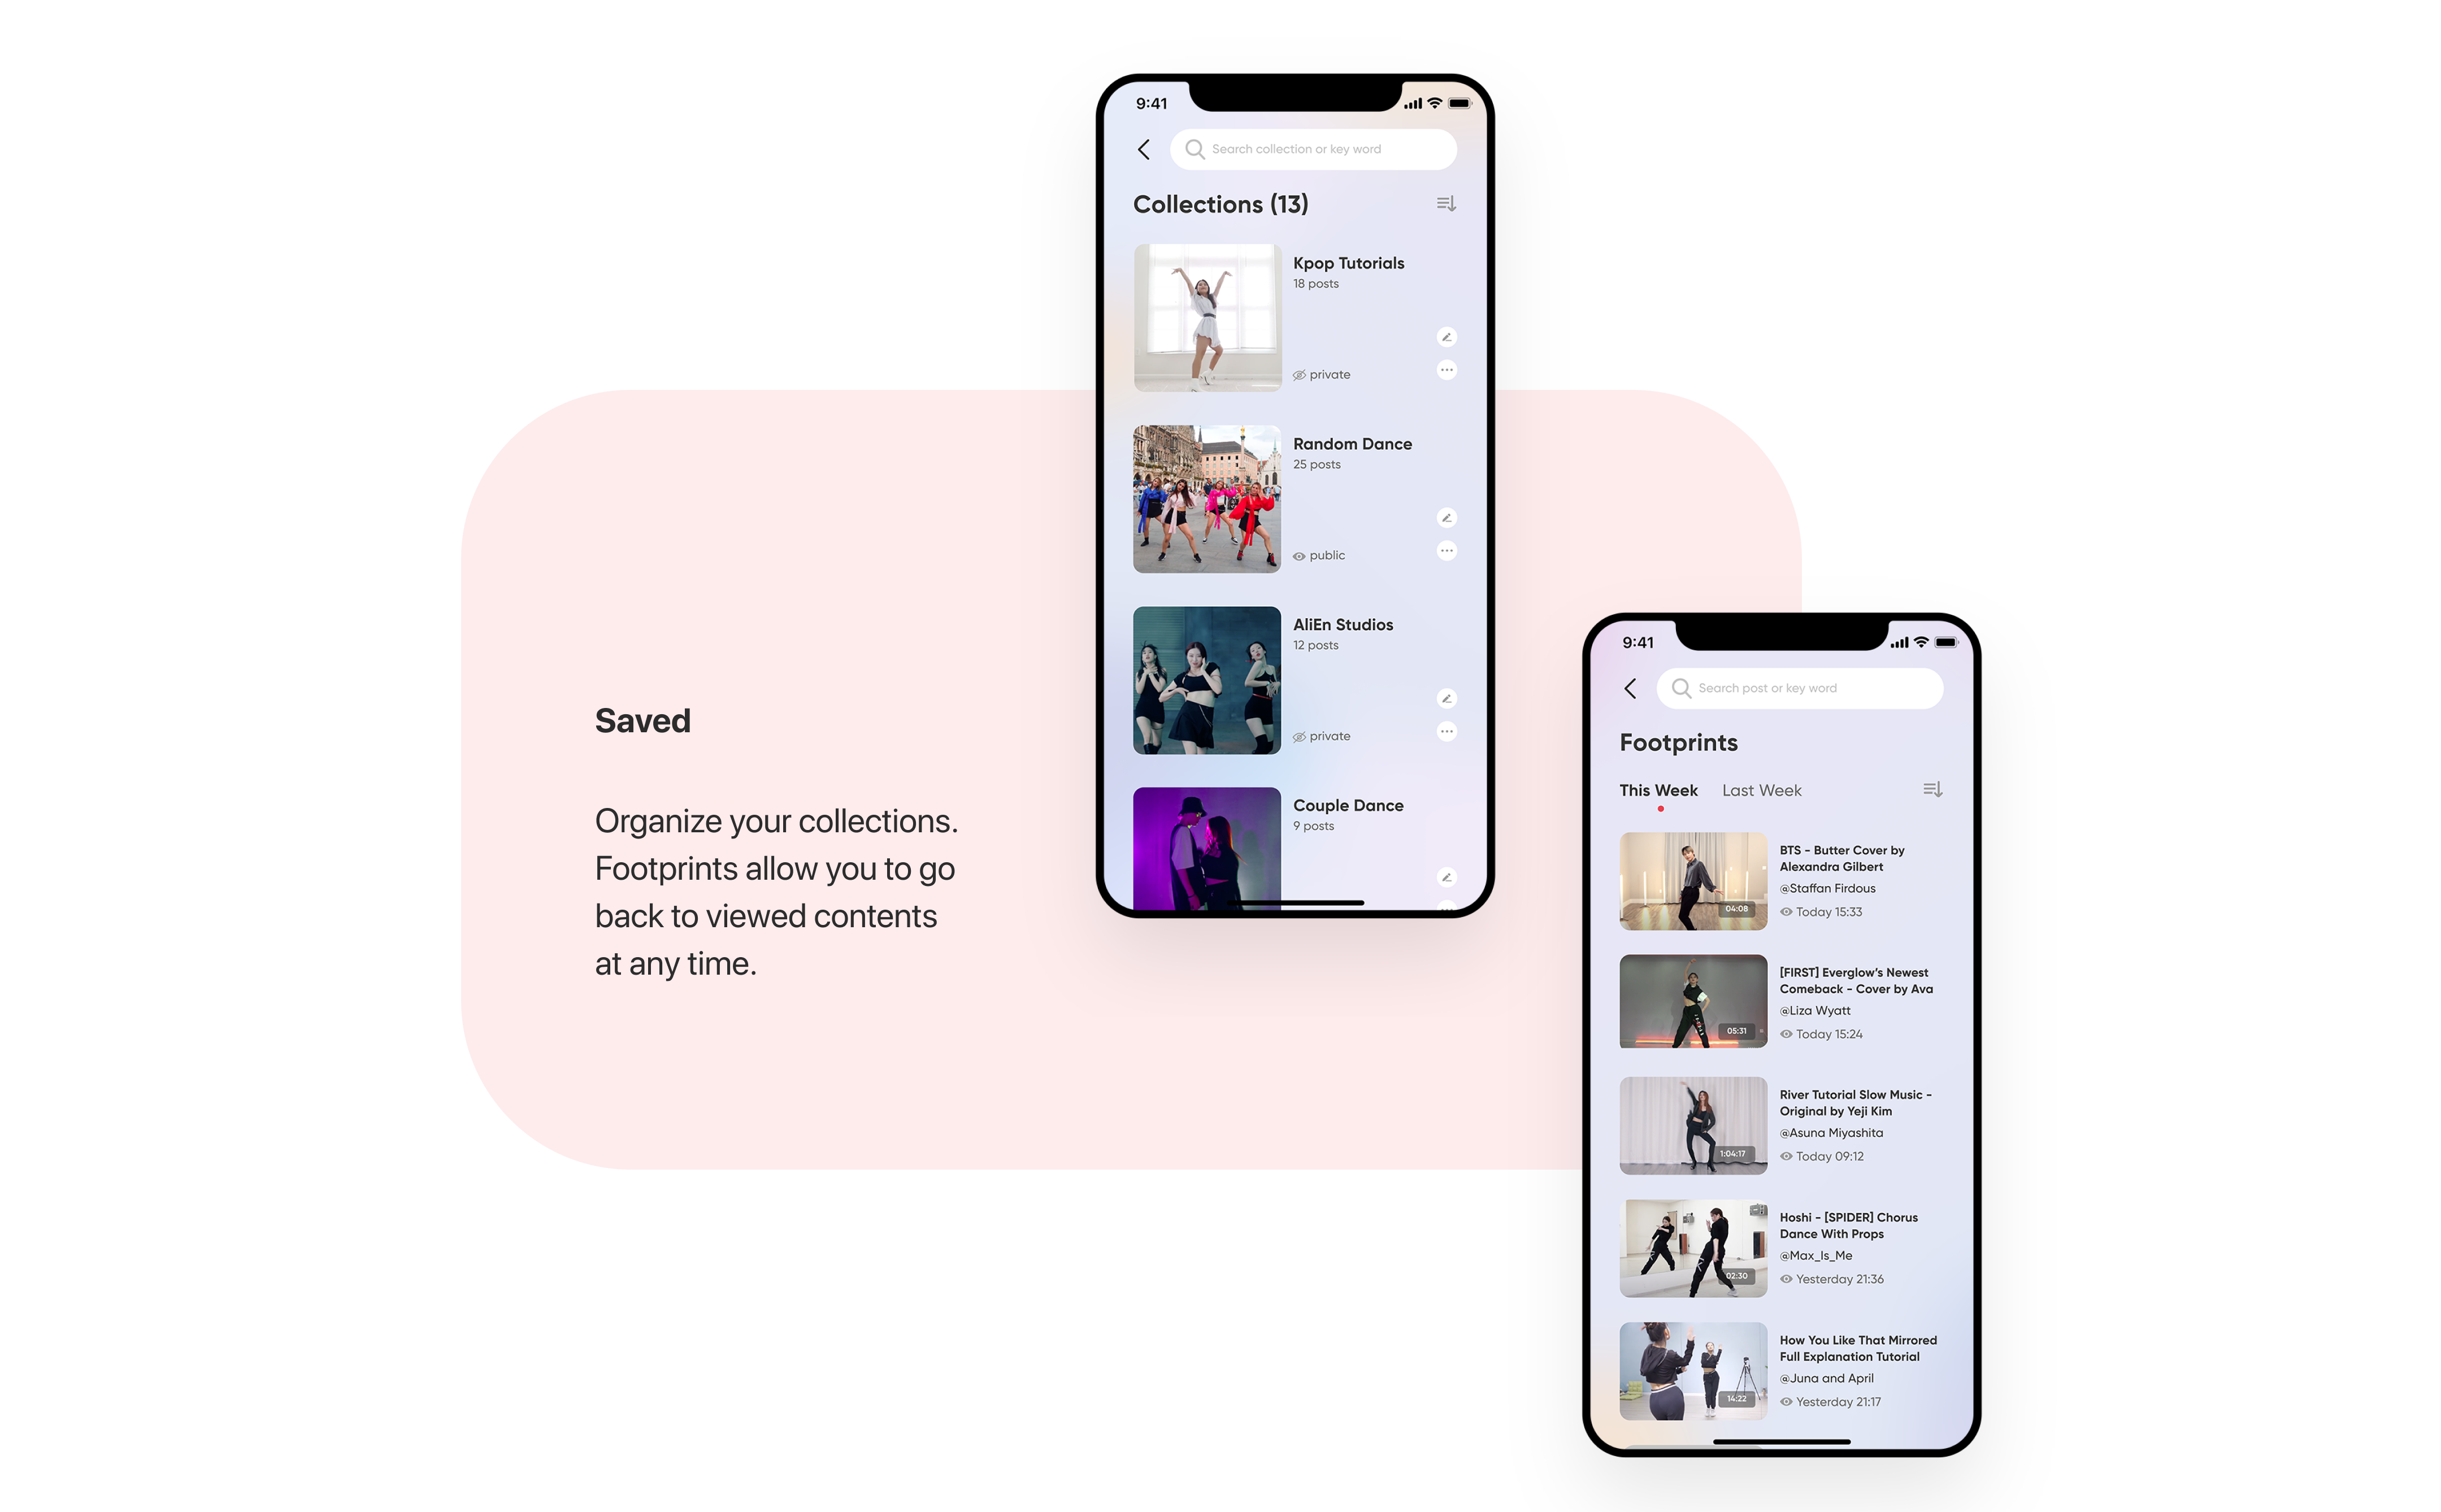 Saved
Organize your collections.
Footprints allow you to go
back to viewed contents
at any time.
9:41
Search collection or key word
Collections (13)
Kpop Tutorials
18 posts
private
Random Dance
25 posts
public
AliEn Studios
12 posts
private
Couple Dance
9 posts
9:41
Search post or key word
Footprints
This Week Last Week
BTS - Butter Cover by
Alexandra Gilbert
@Staffan Firdous
04:08
Today 15:33
[FIRST] Everglow’s Newest
Comeback - Cover by Ava
@Liza Wyatt
05:31
Today 15:24
River Tutorial Slow Music -
Original by Yeji Kim
@Asuna Miyashita
1:04:17
Today 09:12
Hoshi - [SPIDER] Chorus
Dance With Props
@Max_Is_Me
02:30
Yesterday 21:36
How You Like That Mirrored
Full Explanation Tutorial
@Juna and April
14:22
Yesterday 21:17